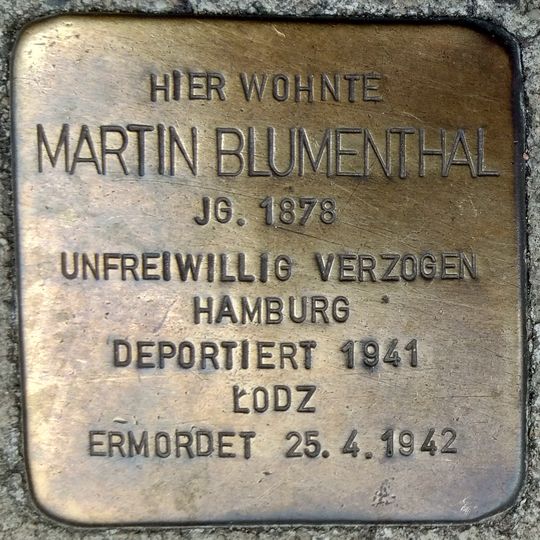 HIER WOHNTE
MARTIN BLUMENTHAL
JG. 1878
UNFREIWILLIG VERZOGEN
HAMBURG
DEPORTIERT 1941
ŁODZ
ERMORDET 25.4.1942